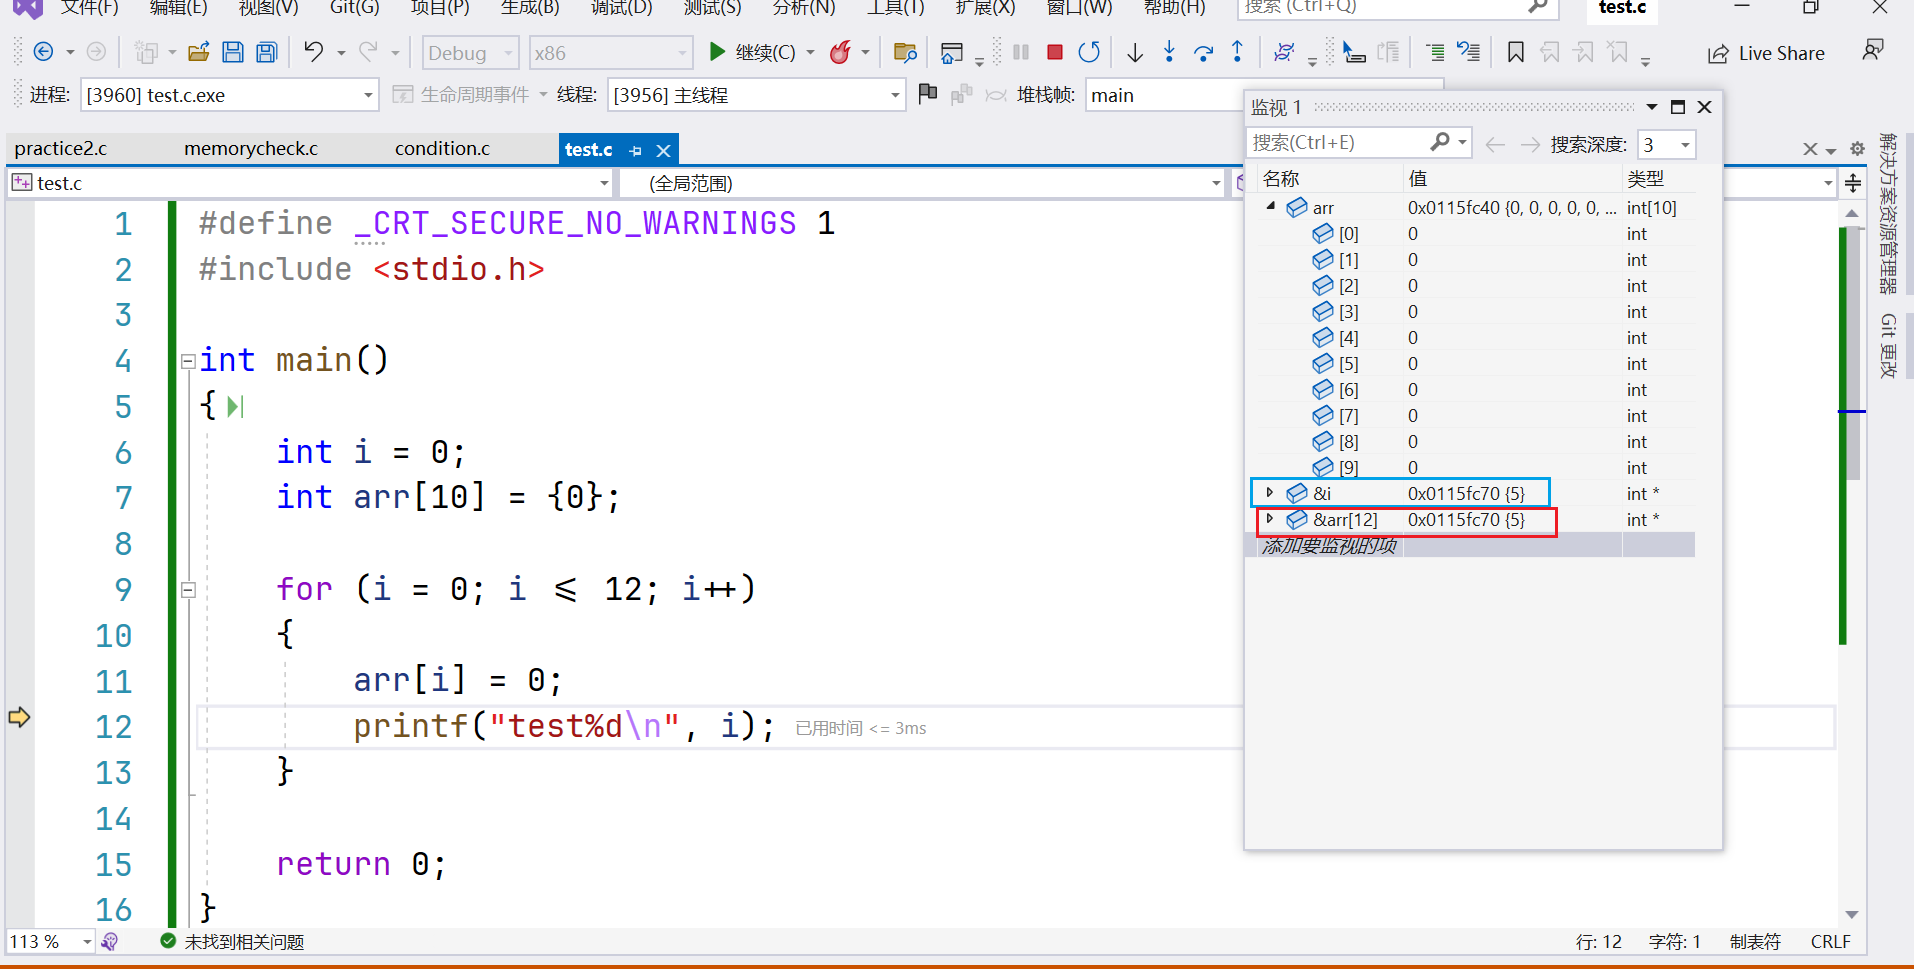 文件(F) 编辑(E) 视图(V) Git(G) 项目(P) 生成(B) 调试(D) 测试(S) 分析(N) 工具(T) 扩展(X) 窗口(W) 帮助(H) 搜索 (Ctrl+Q) test.c
Debug x86 继续(C) Live Share
进程: [3960] test.c.exe 生命周期事件 线程: [3956] 主线程 堆栈帧: main
practice2.c memorycheck.c condition.c test.c
test.c (全局范围)
1 #define _CRT_SECURE_NO_WARNINGS 1
2 #include <stdio.h>
3
4 int main()
5 {
6 int i = 0;
7 int arr[10] = {0};
8
9 for (i = 0; i <= 12; i++)
10 {
11 arr[i] = 0;
12 printf("test%d\n", i); 已用时间 <= 3ms
13 }
14
15 return 0;
16 }
监视 1
搜索(Ctrl+E) 搜索深度: 3
名称 值 类型
arr 0x0115fc40 {0, 0, 0, 0, 0, ... int[10]
[0] 0 int
[1] 0 int
[2] 0 int
[3] 0 int
[4] 0 int
[5] 0 int
[6] 0 int
[7] 0 int
[8] 0 int
[9] 0 int
&i 0x0115fc70 {5} int *
&arr[12] 0x0115fc70 {5} int *
添加要监视的项
解决方案资源管理器
Git 更改
113 % 未找到相关问题 行: 12 字符: 1 制表符 CRLF